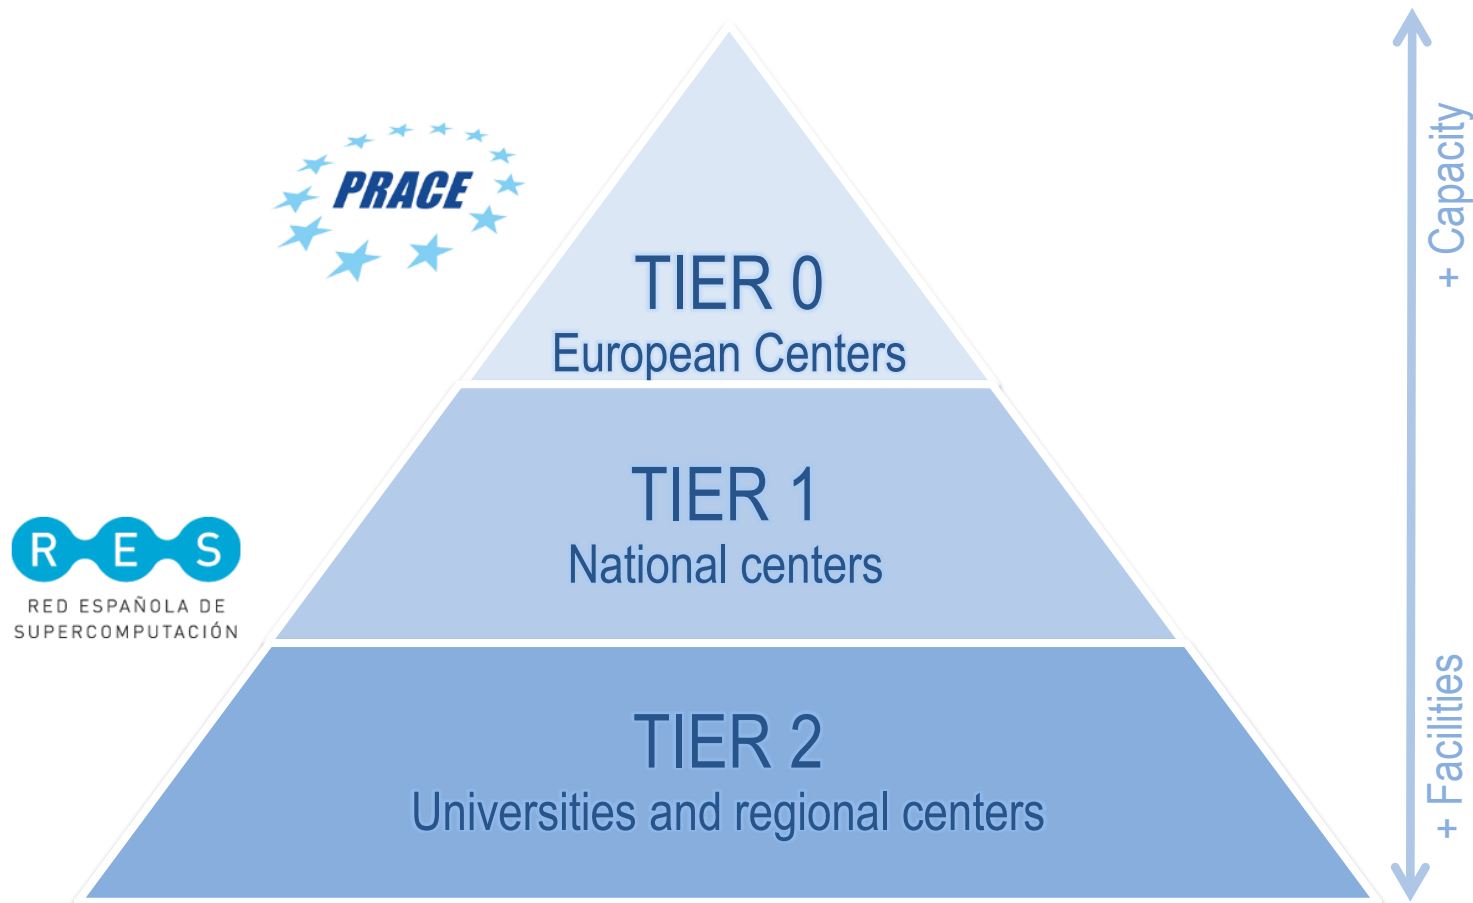 PRACE
TIER 0
European Centers
TIER 1
National centers
RES
RED ESPAÑOLA DE
SUPERCOMPUTACIÓN
TIER 2
Universities and regional centers
+ Capacity
+ Facilities